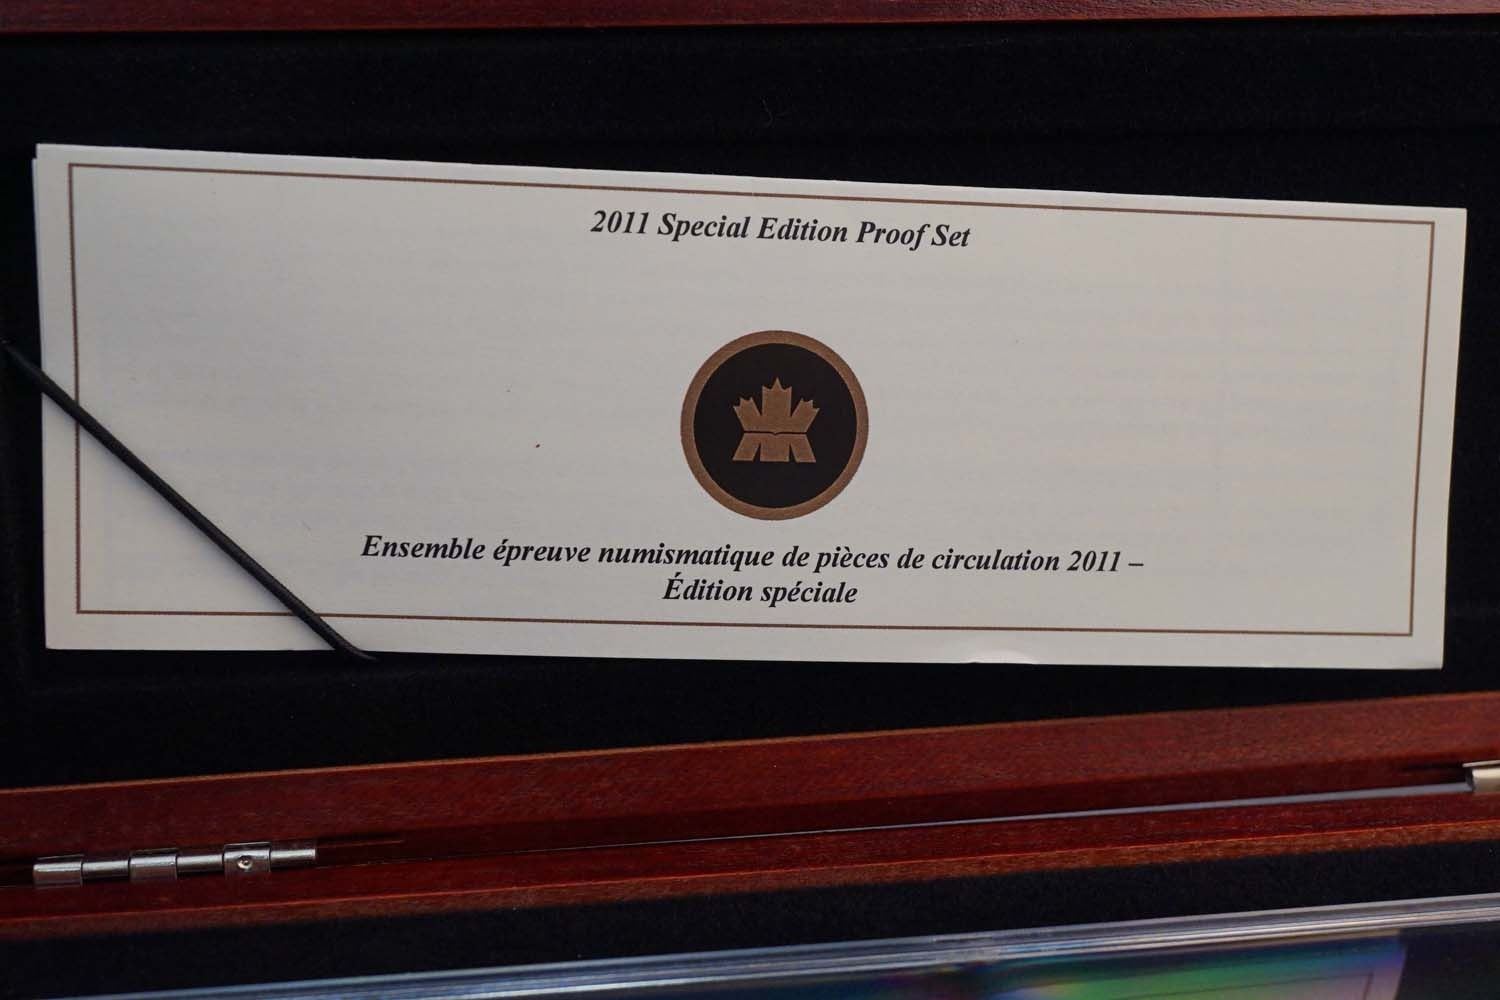 2011 Special Edition Proof Set
Ensemble épreuve numismatique de pièces de circulation 2011 –
Édition spéciale